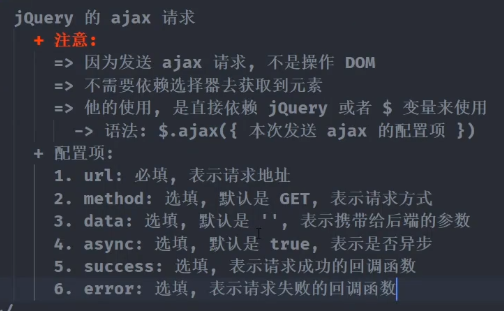 jQuery 的 ajax 请求
+ 注意:
=> 因为发送 ajax 请求, 不是操作 DOM
=> 不需要依赖选择器去获取到元素
=> 他的使用, 是直接依赖 jQuery 或者 $ 变量来使用
-> 语法: $.ajax({ 本次发送 ajax 的配置项 })
+ 配置项:
1. url: 必填, 表示请求地址
2. method: 选填, 默认是 GET, 表示请求方式
3. data: 选填, 默认是 '', 表示携带给后端的参数
4. async: 选填, 默认是 true, 表示是否异步
5. success: 选填, 表示请求成功的回调函数
6. error: 选填, 表示请求失败的回调函数